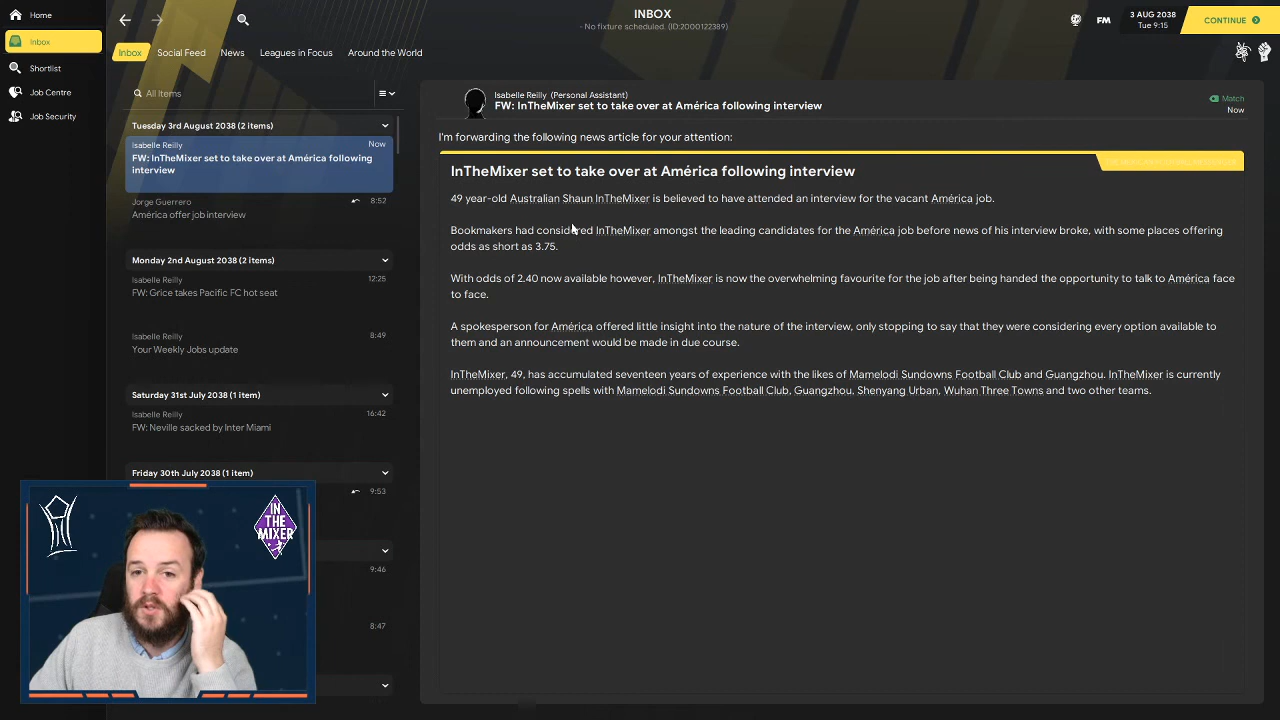 Home
Inbox
Shortlist
Job Centre
Job Security
INBOX
- No fixture scheduled. (ID:2000122389)
FM
3 AUG 2038
Tue 9:15
CONTINUE
Inbox
Social Feed
News
Leagues in Focus
Around the World
All Items
Tuesday 3rd August 2038 (2 items)
Isabelle Reilly
Now
FW: InTheMixer set to take over at América following
interview
Jorge Guerrero
8:52
América offer job interview
Monday 2nd August 2038 (2 items)
Isabelle Reilly
12:25
FW: Grice takes Pacific FC hot seat
Isabelle Reilly
8:49
Your Weekly Jobs update
Saturday 31st July 2038 (1 item)
Isabelle Reilly
16:42
FW: Neville sacked by Inter Miami
Friday 30th July 2038 (1 item)
9:53
9:46
8:47
Isabelle Reilly (Personal Assistant)
FW: InTheMixer set to take over at América following interview
Match
Now
I'm forwarding the following news article for your attention:
InTheMixer set to take over at América following interview
49 year-old Australian Shaun InTheMixer is believed to have attended an interview for the vacant América job.
Bookmakers had considered InTheMixer amongst the leading candidates for the América job before news of his interview broke, with some places offering
odds as short as 3.75.
With odds of 2.40 now available however, InTheMixer is now the overwhelming favourite for the job after being handed the opportunity to talk to América face
to face.
A spokesperson for América offered little insight into the nature of the interview, only stopping to say that they were considering every option available to
them and an announcement would be made in due course.
InTheMixer, 49, has accumulated seventeen years of experience with the likes of Mamelodi Sundowns Football Club and Guangzhou. InTheMixer is currently
unemployed following spells with Mamelodi Sundowns Football Club, Guangzhou, Shenyang Urban, Wuhan Three Towns and two other teams.
IN
THE
MIXER